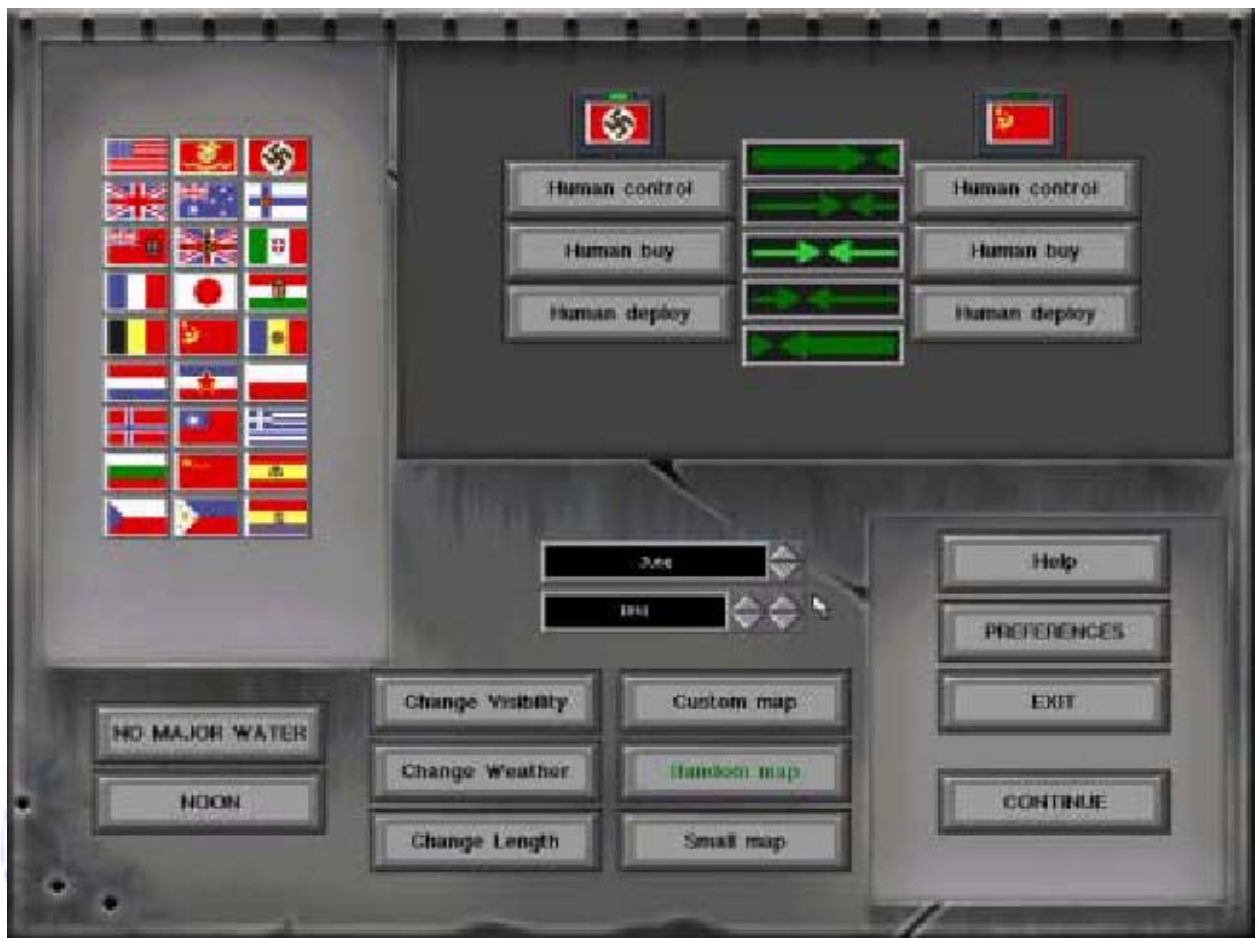 Human control
Human control
Human buy
Human buy
Human deploy
Human deploy
June
Help
PREFERENCES
EXIT
Change Visibility
Custom map
NO MAJOR WATER
Change Weather
Random map
NOON
CONTINUE
Change Length
Small map